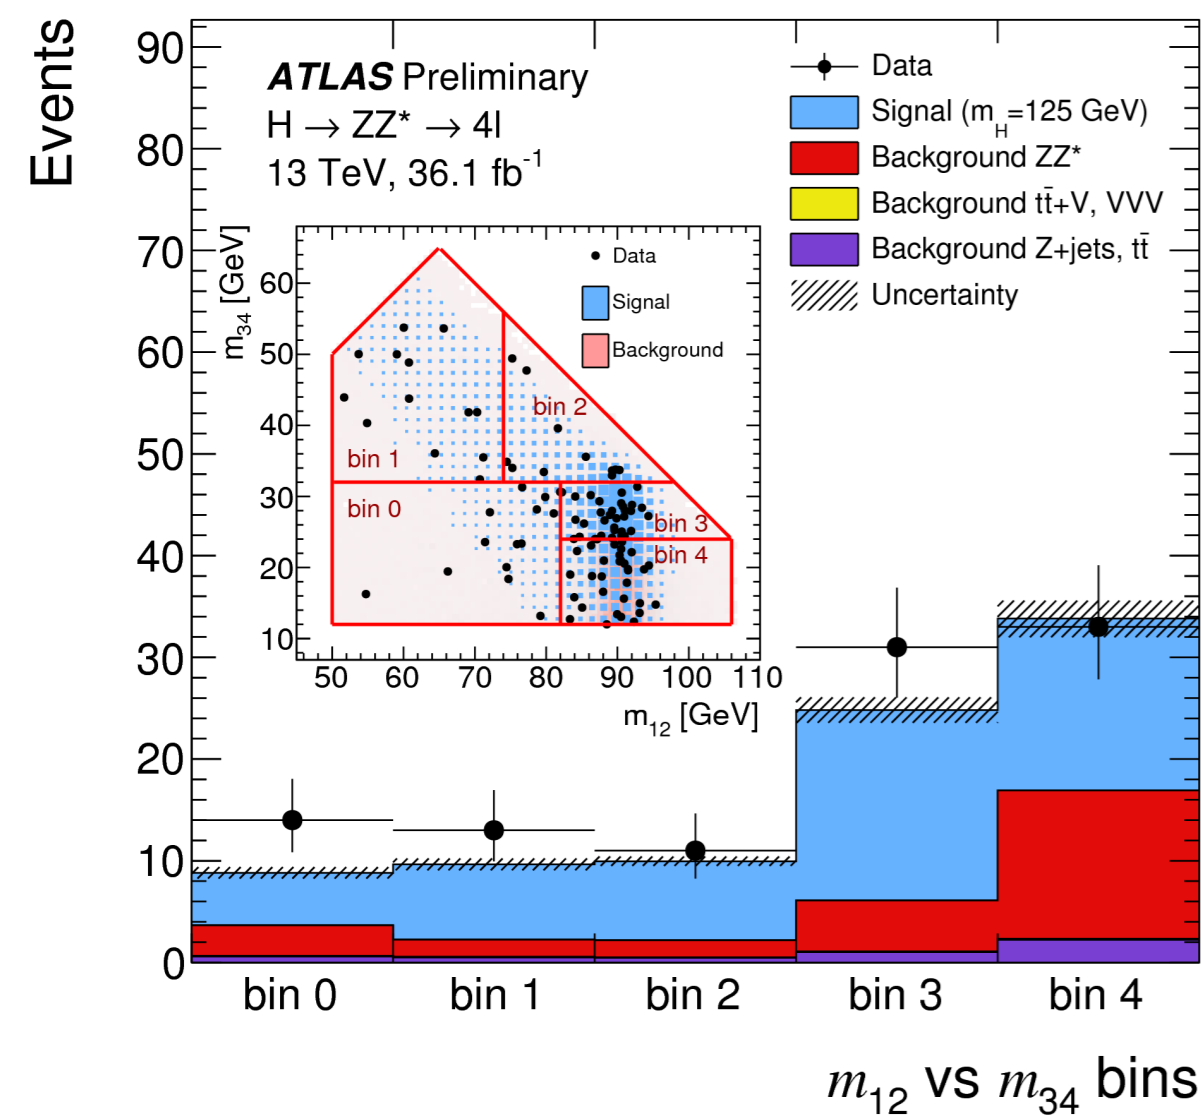 Events
90
80
70
60
50
40
30
20
10
0
ATLAS Preliminary
H → ZZ* → 4l
13 TeV, 36.1 fb⁻¹
Data
Signal (m_H=125 GeV)
Background ZZ*
Background tt̄+V, VVV
Background Z+jets, tt̄
Uncertainty
m₃₄ [GeV]
60
50
40
30
20
10
Data
Signal
Background
bin 2
bin 1
bin 0
bin 3
bin 4
50 60 70 80 90 100 110
m₁₂ [GeV]
bin 0 bin 1 bin 2 bin 3 bin 4
m₁₂ vs m₃₄ bins